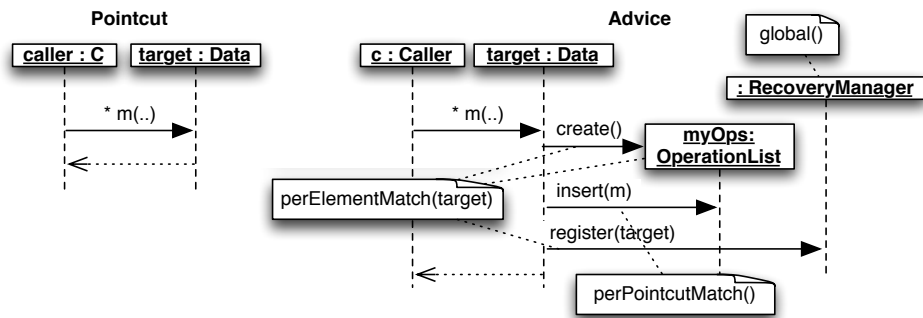 Pointcut
Advice
caller : C
target : Data
c : Caller
target : Data
global()
: RecoveryManager
* m(..)
* m(..)
create()
myOps:
OperationList
perElementMatch(target)
insert(m)
register(target)
perPointcutMatch()